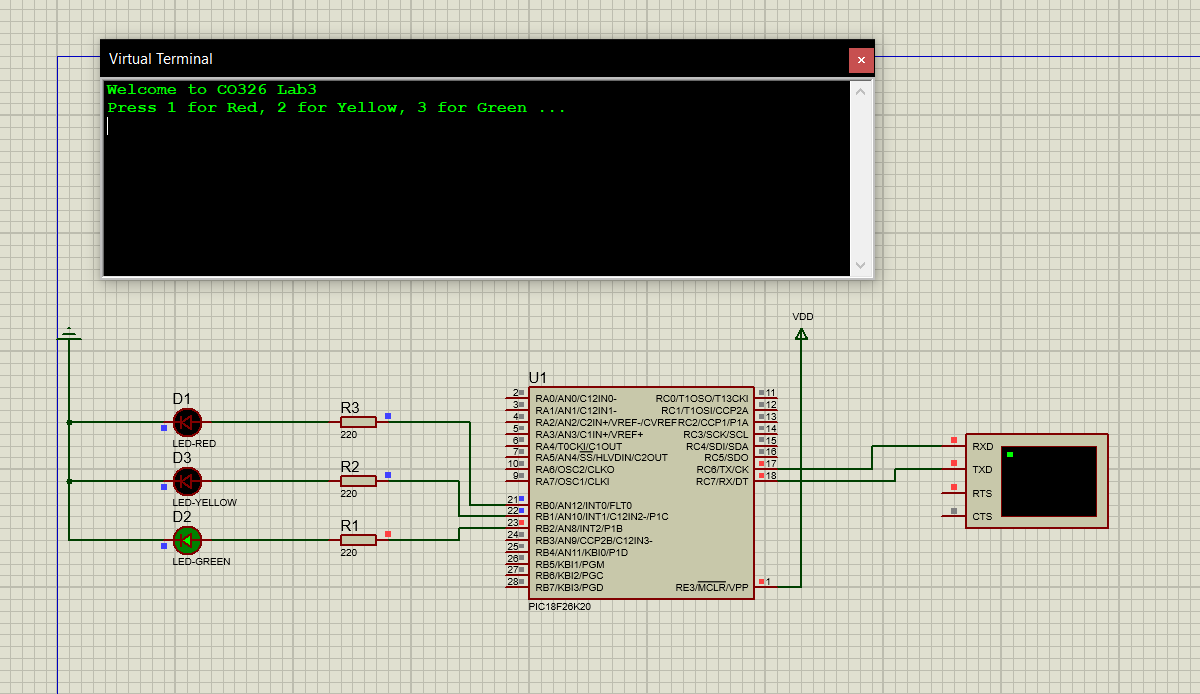 Virtual Terminal
Welcome to CO326 Lab3
Press 1 for Red, 2 for Yellow, 3 for Green ...
VDD
D1
LED-RED
R3
220
D3
LED-YELLOW
R2
220
D2
LED-GREEN
R1
220
U1
2 RA0/AN0/C12IN0- RC0/T1OSO/T13CKI 11
3 RA1/AN1/C12IN1- RC1/T1OSI/CCP2A 12
4 RA2/AN2/C2IN+/VREF-/CVREF RC2/CCP1/P1A 13
5 RA3/AN3/C1IN+/VREF+ RC3/SCK/SCL 14
6 RA4/T0CKI/C1OUT RC4/SDI/SDA 15
7 RA5/AN4/SS/HLVDIN/C2OUT RC5/SDO 16
10 RA6/OSC2/CLKO RC6/TX/CK 17
9 RA7/OSC1/CLKI RC7/RX/DT 18
21 RB0/AN12/INT0/FLT0
22 RB1/AN10/INT1/C12IN2-/P1C
23 RB2/AN8/INT2/P1B
24 RB3/AN9/CCP2B/C12IN3-
25 RB4/AN11/KBI0/P1D
26 RB5/KBI1/PGM
27 RB6/KBI2/PGC
28 RB7/KBI3/PGD RE3/MCLR/VPP 1
PIC18F26K20
RXD
TXD
RTS
CTS